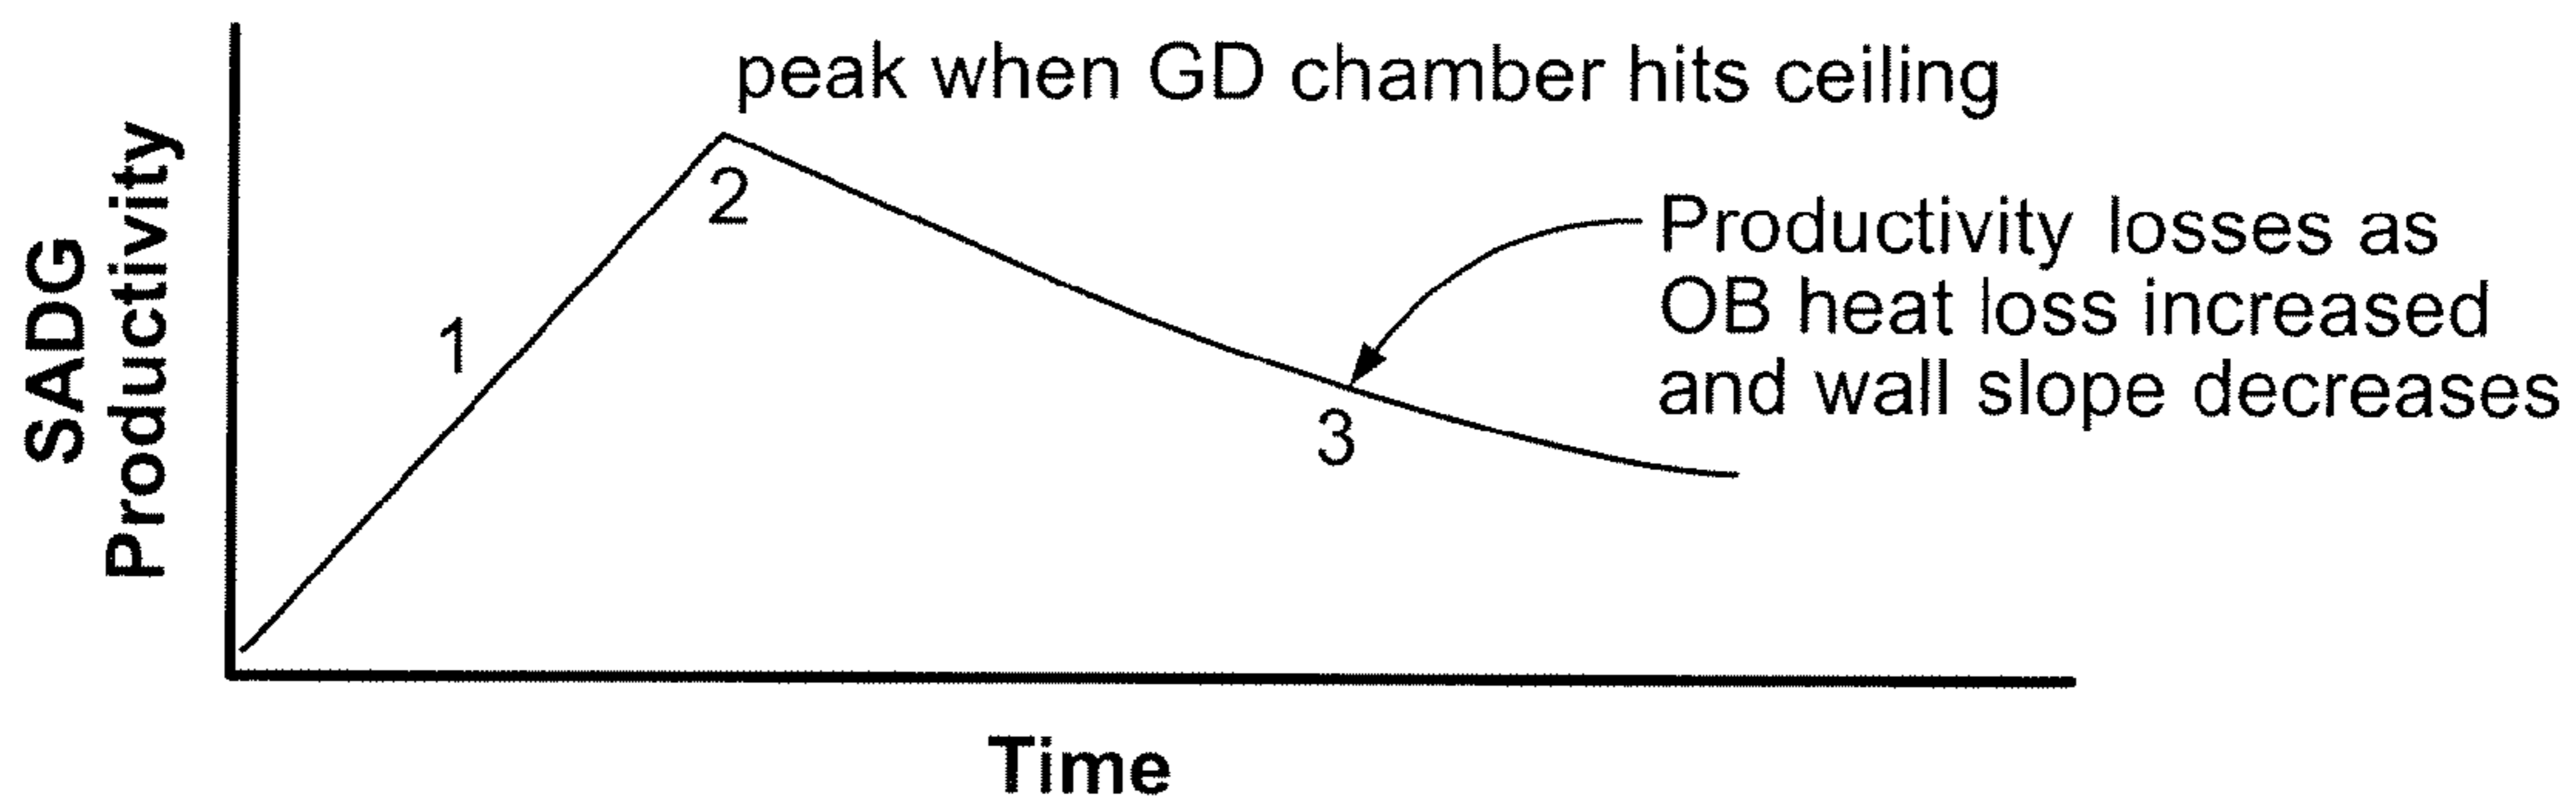 peak when GD chamber hits ceiling
SADG
Productivity
1
2
3
Productivity losses as
OB heat loss increased
and wall slope decreases
Time